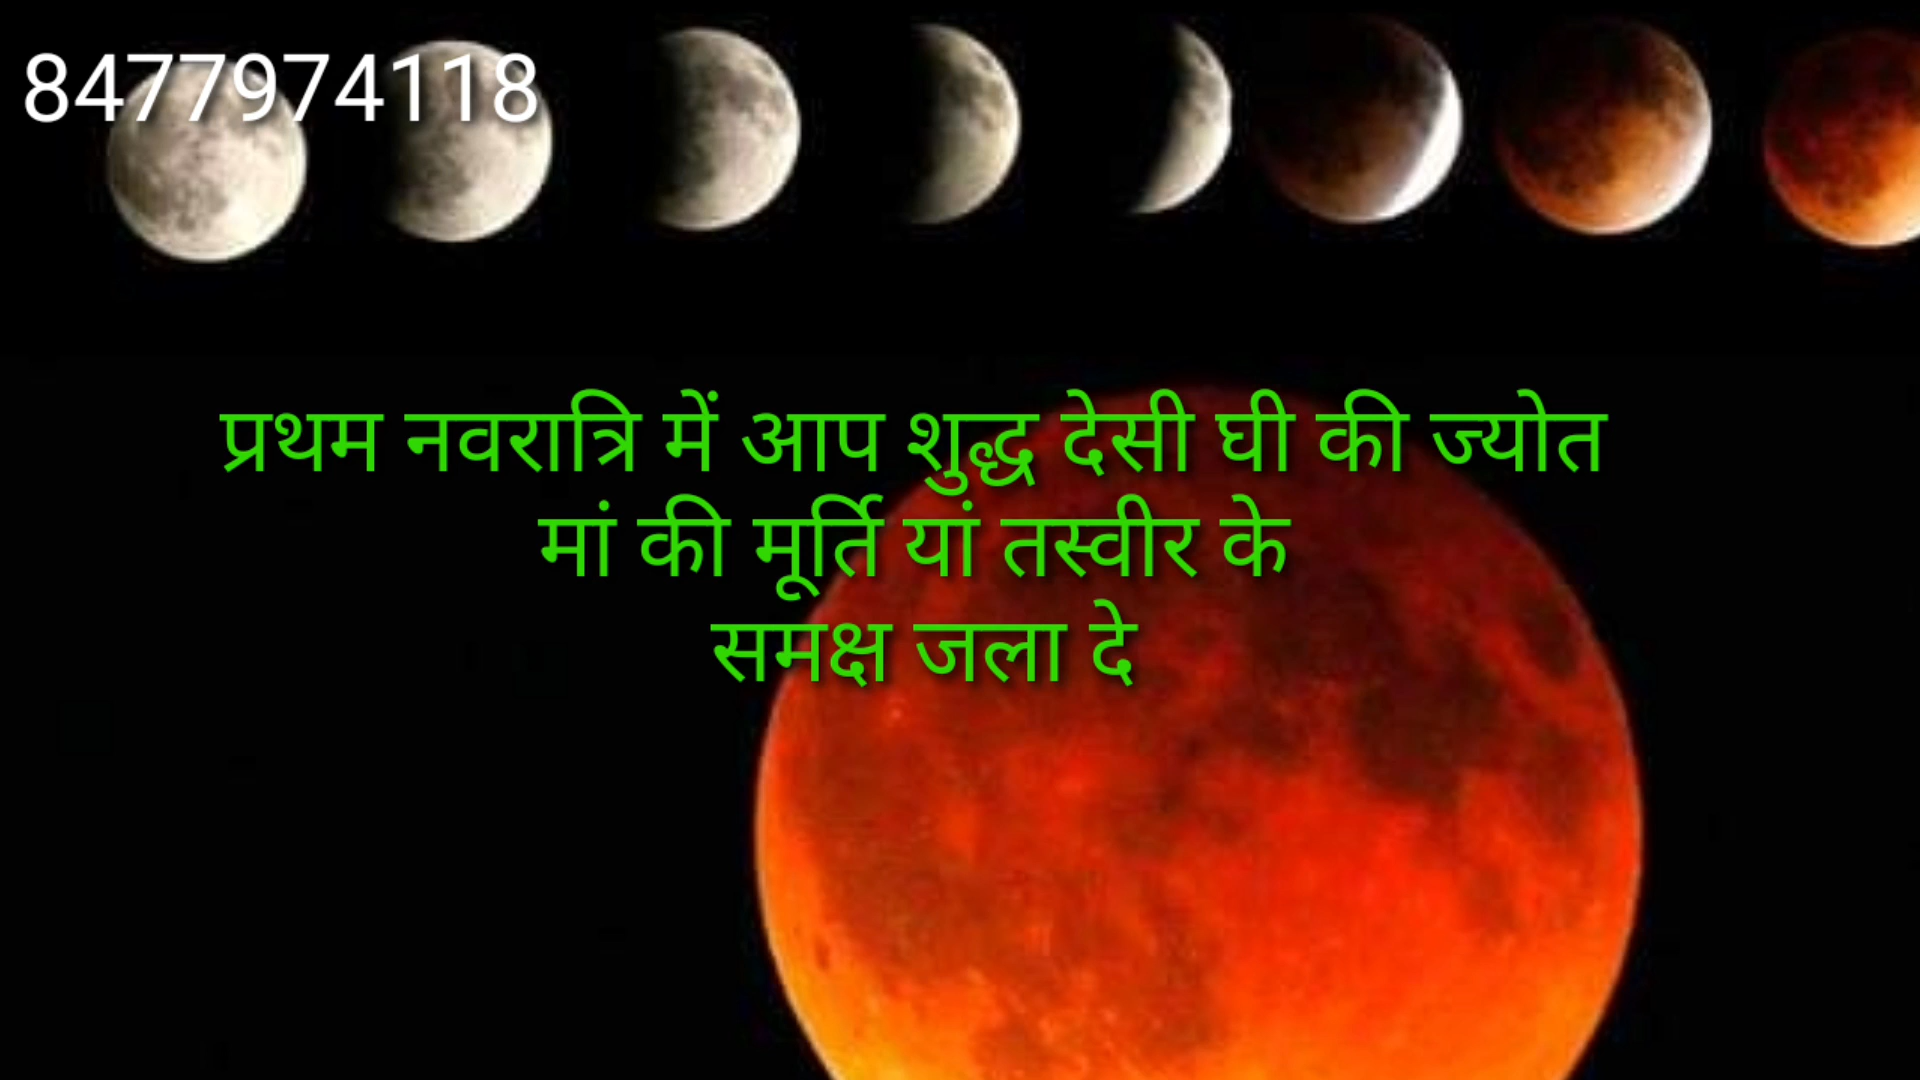 8477974118
प्रथम नवरात्रि में आप शुद्ध देसी घी की ज्योत
मां की मूर्ति यां तस्वीर के
समक्ष जला दे